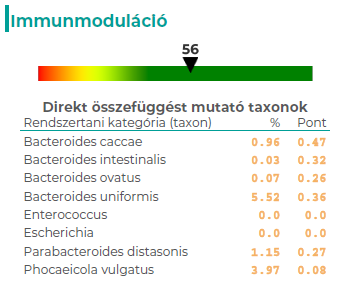 Immunmoduláció
56
Direkt összefüggést mutató taxonok
Rendszertani kategória (taxon) % Pont
Bacteroides caccae 0.96 0.47
Bacteroides intestinalis 0.03 0.32
Bacteroides ovatus 0.07 0.26
Bacteroides uniformis 5.52 0.36
Enterococcus 0.0 0.0
Escherichia 0.0 0.0
Parabacteroides distasonis 1.15 0.27
Phocaeicola vulgatus 3.97 0.08